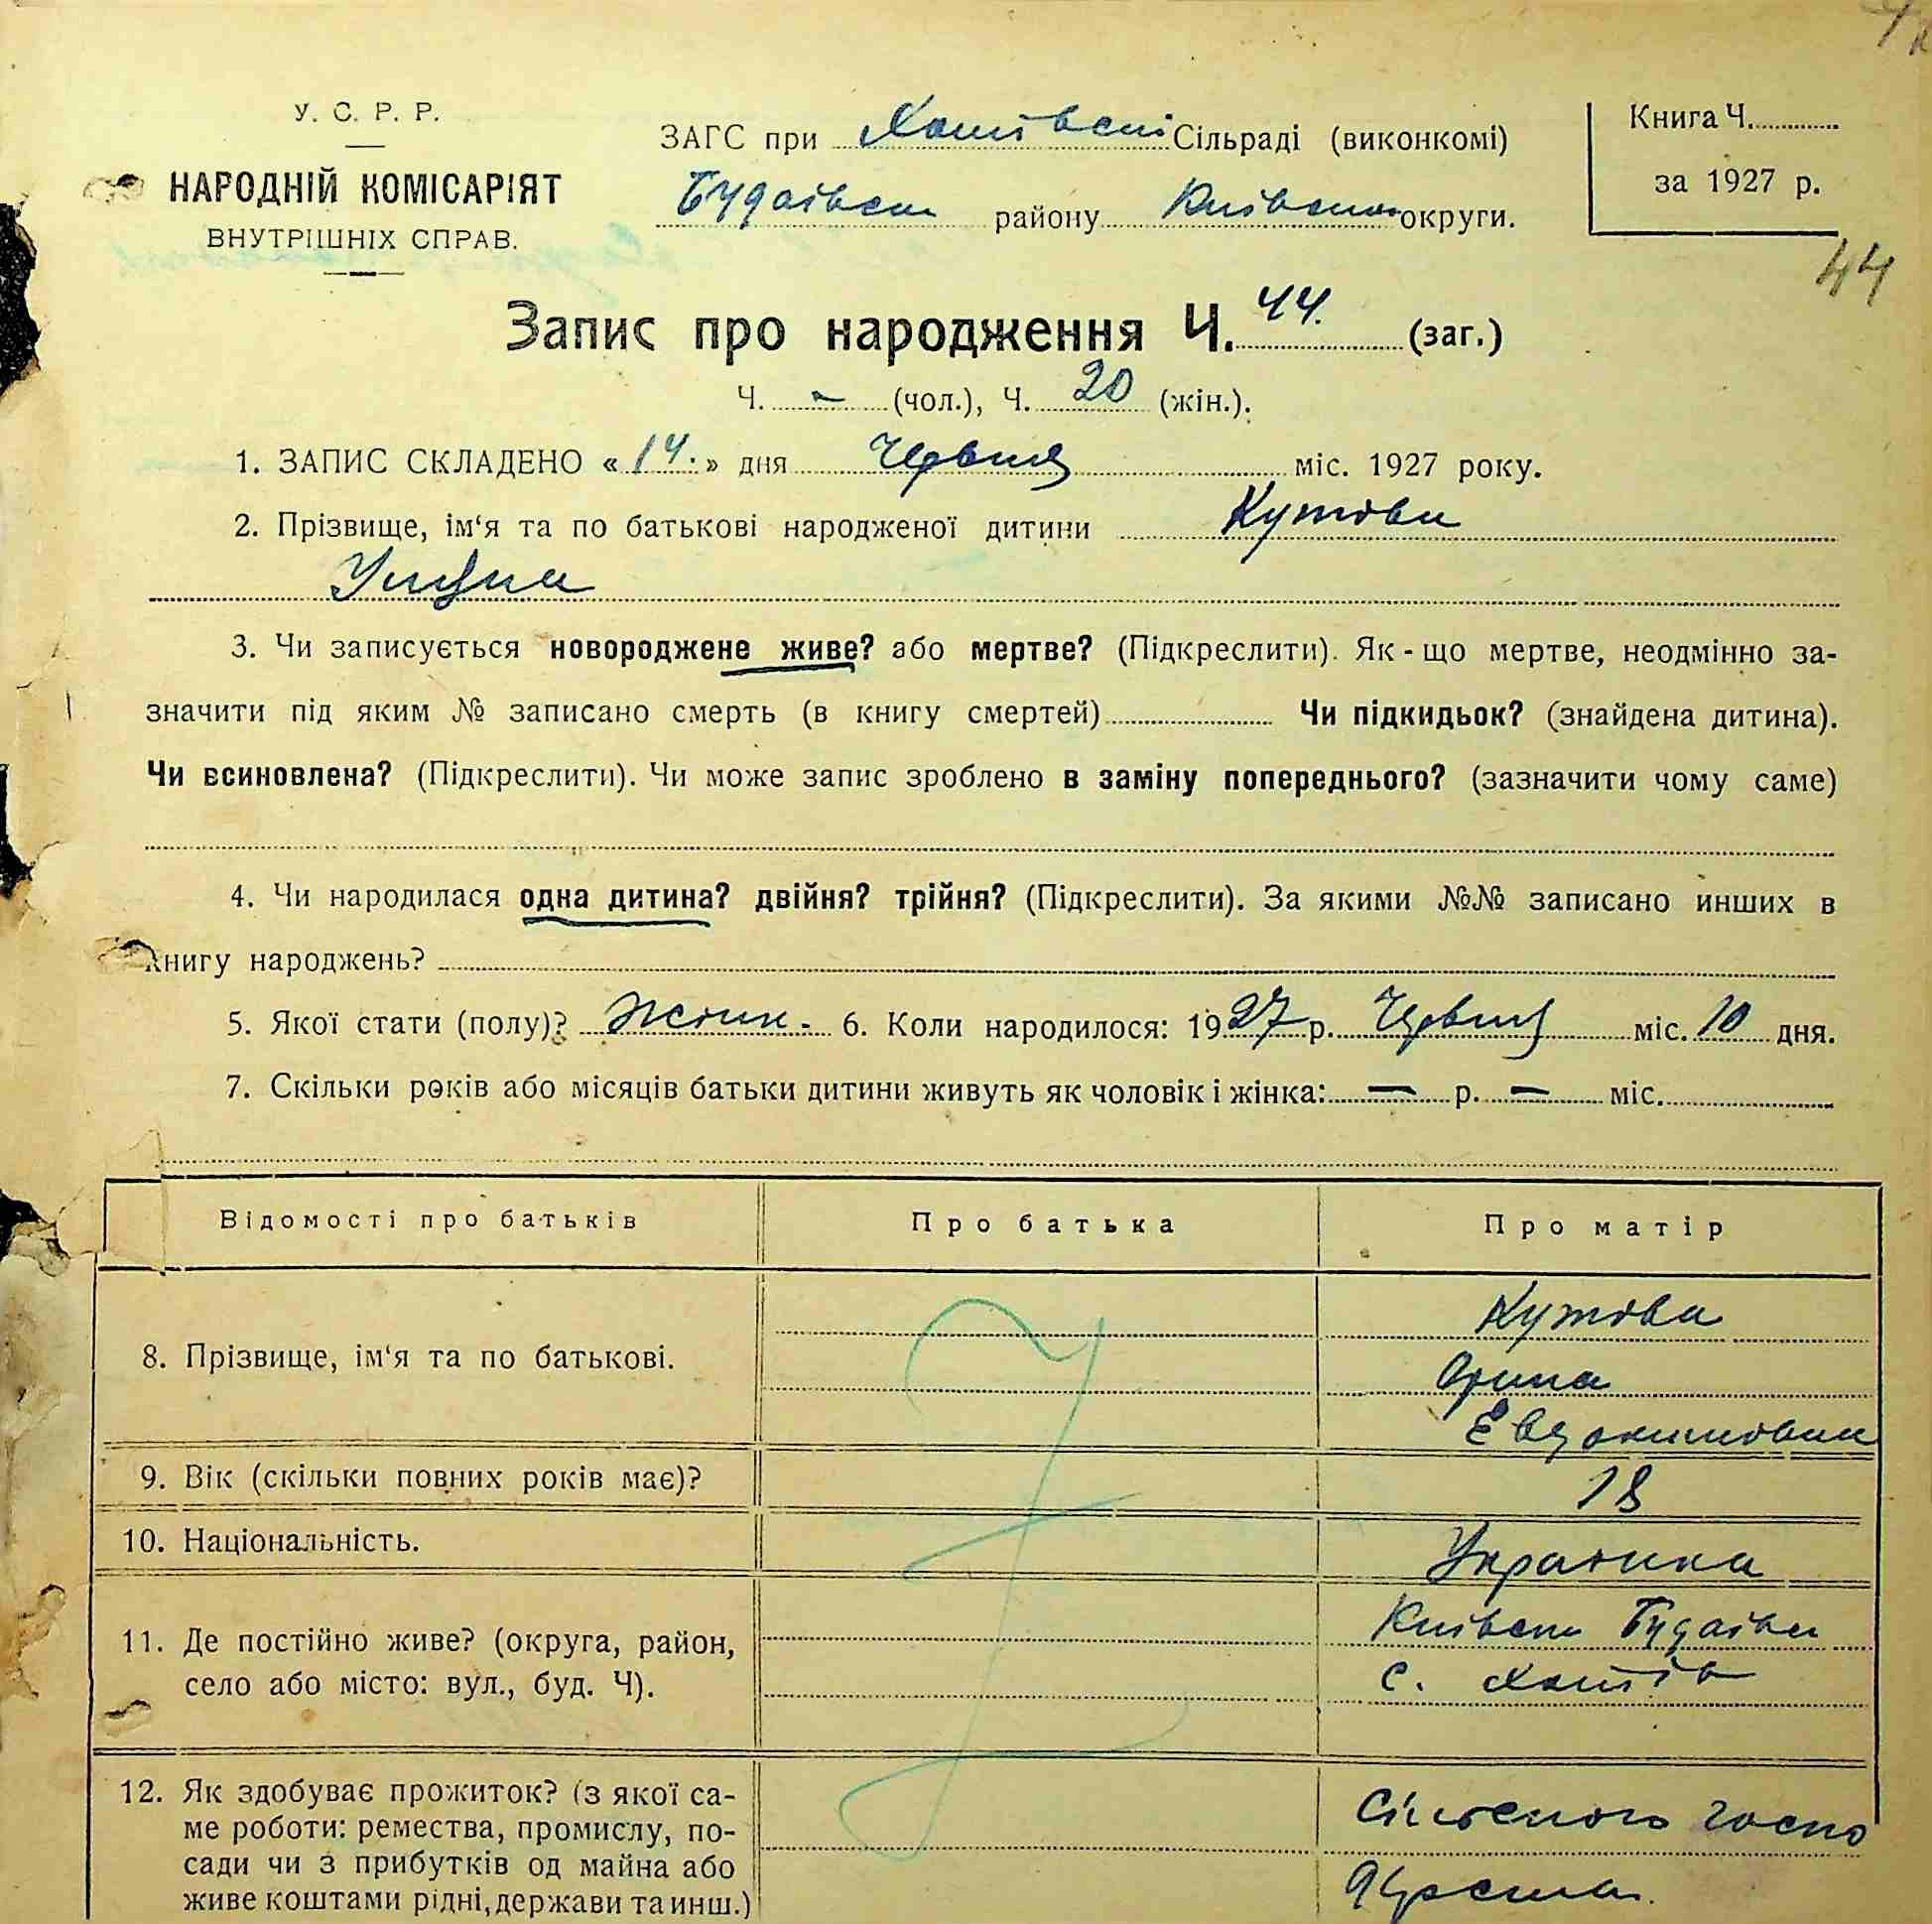 У. С. Р. Р.
НАРОДНІЙ КОМІСАРІЯТ
ВНУТРІШНІХ СПРАВ.
ЗАГС при Хотівські Сільраді (виконкомі)
Будаївськ району Київської округи.
Книга Ч.
за 1927 р.
44
Запис про народження Ч. 44. (заг.)
Ч. - (чол.), Ч. 20 (жін.).
1. ЗАПИС СКЛАДЕНО «14.» дня Червня міс. 1927 року.
2. Прізвище, ім‘я та по батькові народженої дитини Кутова
3. Чи записується новороджене живе? або мертве? (Підкреслити). Як-що мертве, неодмінно за-
значити під яким № записано смерть (в книгу смертей) Чи підкидьок? (знайдена дитина).
Чи всиновлена? (Підкреслити). Чи може запис зроблено в заміну попереднього? (зазначити чому саме)
4. Чи народилася одна дитина? двійня? трійня? (Підкреслити). За якими №№ записано инших в
книгу народжень?
5. Якої стати (полу)? Жіноч. 6. Коли народилося: 1927 р. Червня міс. 10 дня.
7. Скільки років або місяців батьки дитини живуть як чоловік і жінка: — р. — міс.
Відомості про батьків Про батька Про матір
8. Прізвище, ім‘я та по батькові.
Кутова
Орина
Евдокимовна
9. Вік (скільки повних років має)? 18
10. Національність. Українка
11. Де постійно живе? (округа, район,
село або місто: вул., буд. Ч).
Київськ Будаївськ
с. Хотів
12. Як здобуває прожиток? (з якої са-
ме роботи: ремества, промислу, по-
сади чи з прибутків од майна або
живе коштами рідні, держави та инш.)
Сільського госпо
дарства.